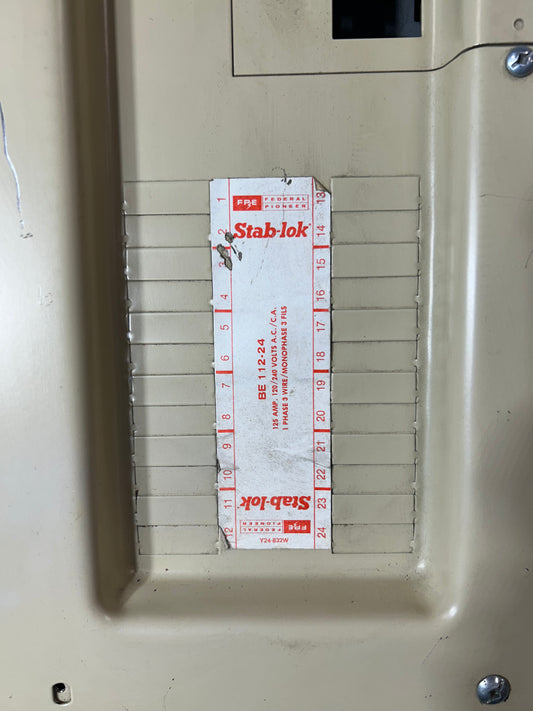 FPE FEDERAL
PIONEER
Stab-lok
1
2
3
4
5
6
7
8
9
10
11
12
13
14
15
16
17
18
19
20
21
22
23
24
BE 112-24
125 AMP. 120/240 VOLTS A.C./C.A.
1 PHASE 3 WIRE/MONOPHASE 3 FILS
Stab-lok
FPE FEDERAL
PIONEER
Y24-832W